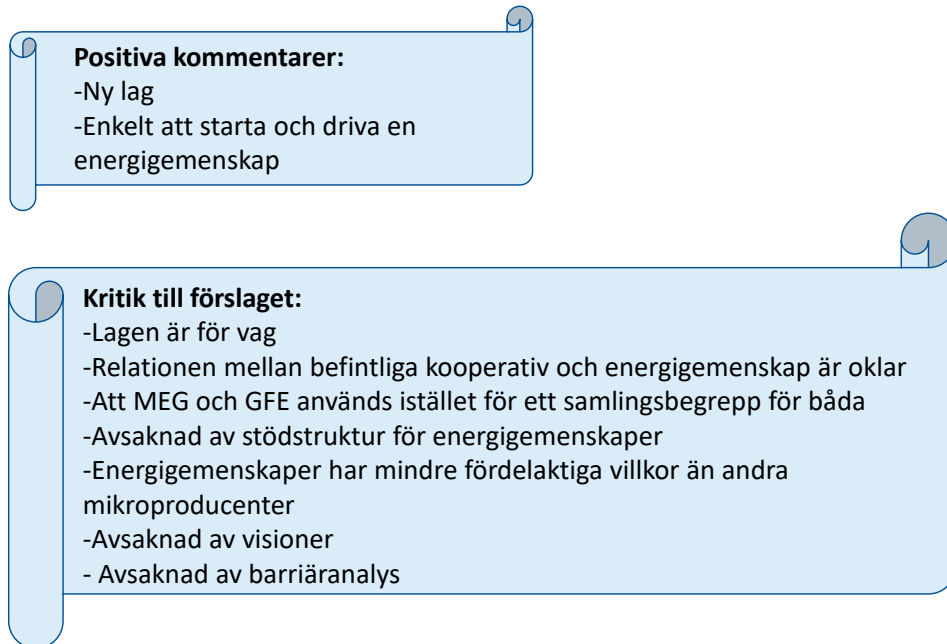 Positiva kommentarer:
-Ny lag
-Enkelt att starta och driva en
energigemenskap
Kritik till förslaget:
-Lagen är för vag
-Relationen mellan befintliga kooperativ och energigemenskap är oklar
-Att MEG och GFE används istället för ett samlingsbegrepp för båda
-Avsaknad av stödstruktur för energigemenskaper
-Energigemenskaper har mindre fördelaktiga villkor än andra
mikroproducenter
-Avsaknad av visioner
- Avsaknad av barriäranalys